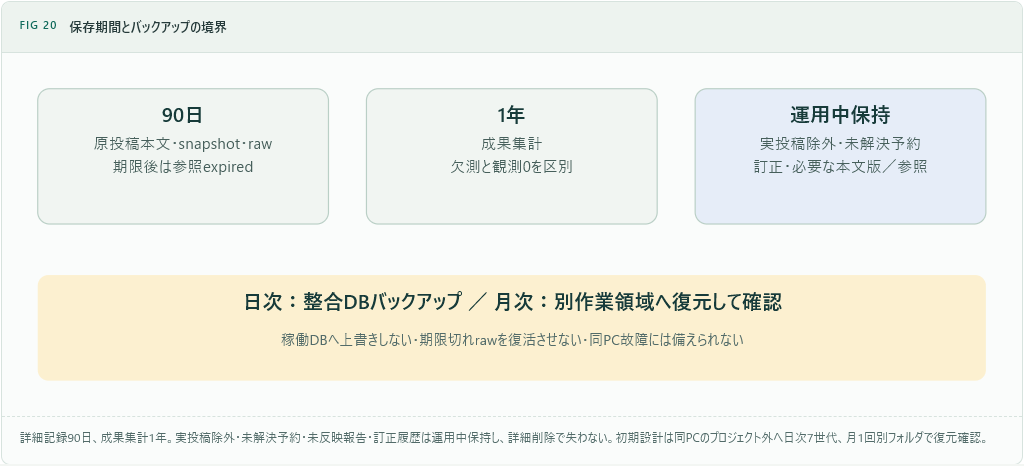 FIG 20 保存期間とバックアップの境界
90日
原投稿本文・snapshot・raw
期限後は参照expired
1年
成果集計
欠測と観測0を区別
運用中保持
実投稿除外・未解決予約
訂正・必要な本文版／参照
日次：整合DBバックアップ ／ 月次：別作業領域へ復元して確認
稼働DBへ上書きしない・期限切れrawを復活させない・同PC故障には備えられない
詳細記録90日、成果集計1年。実投稿除外・未解決予約・未反映報告・訂正履歴は運用中保持し、詳細削除で失わない。初期設計は同PCのプロジェクト外へ日次7世代、月1回別フォルダで復元確認。